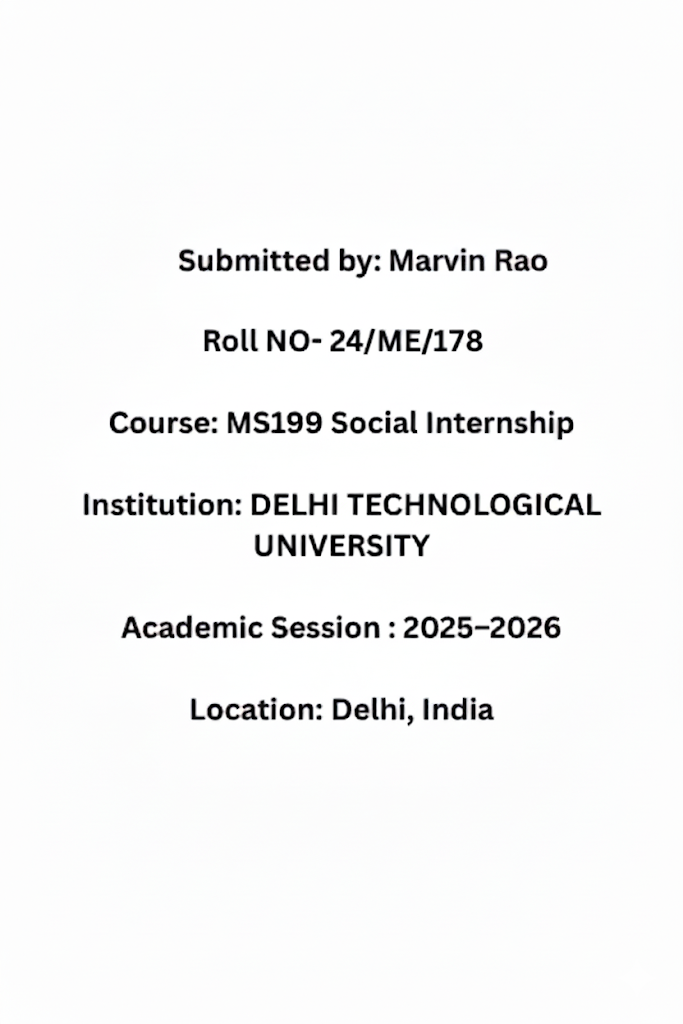 Submitted by: Marvin Rao
Roll NO- 24/ME/178
Course: MS199 Social Internship
Institution: DELHI TECHNOLOGICAL
UNIVERSITY
Academic Session : 2025–2026
Location: Delhi, India